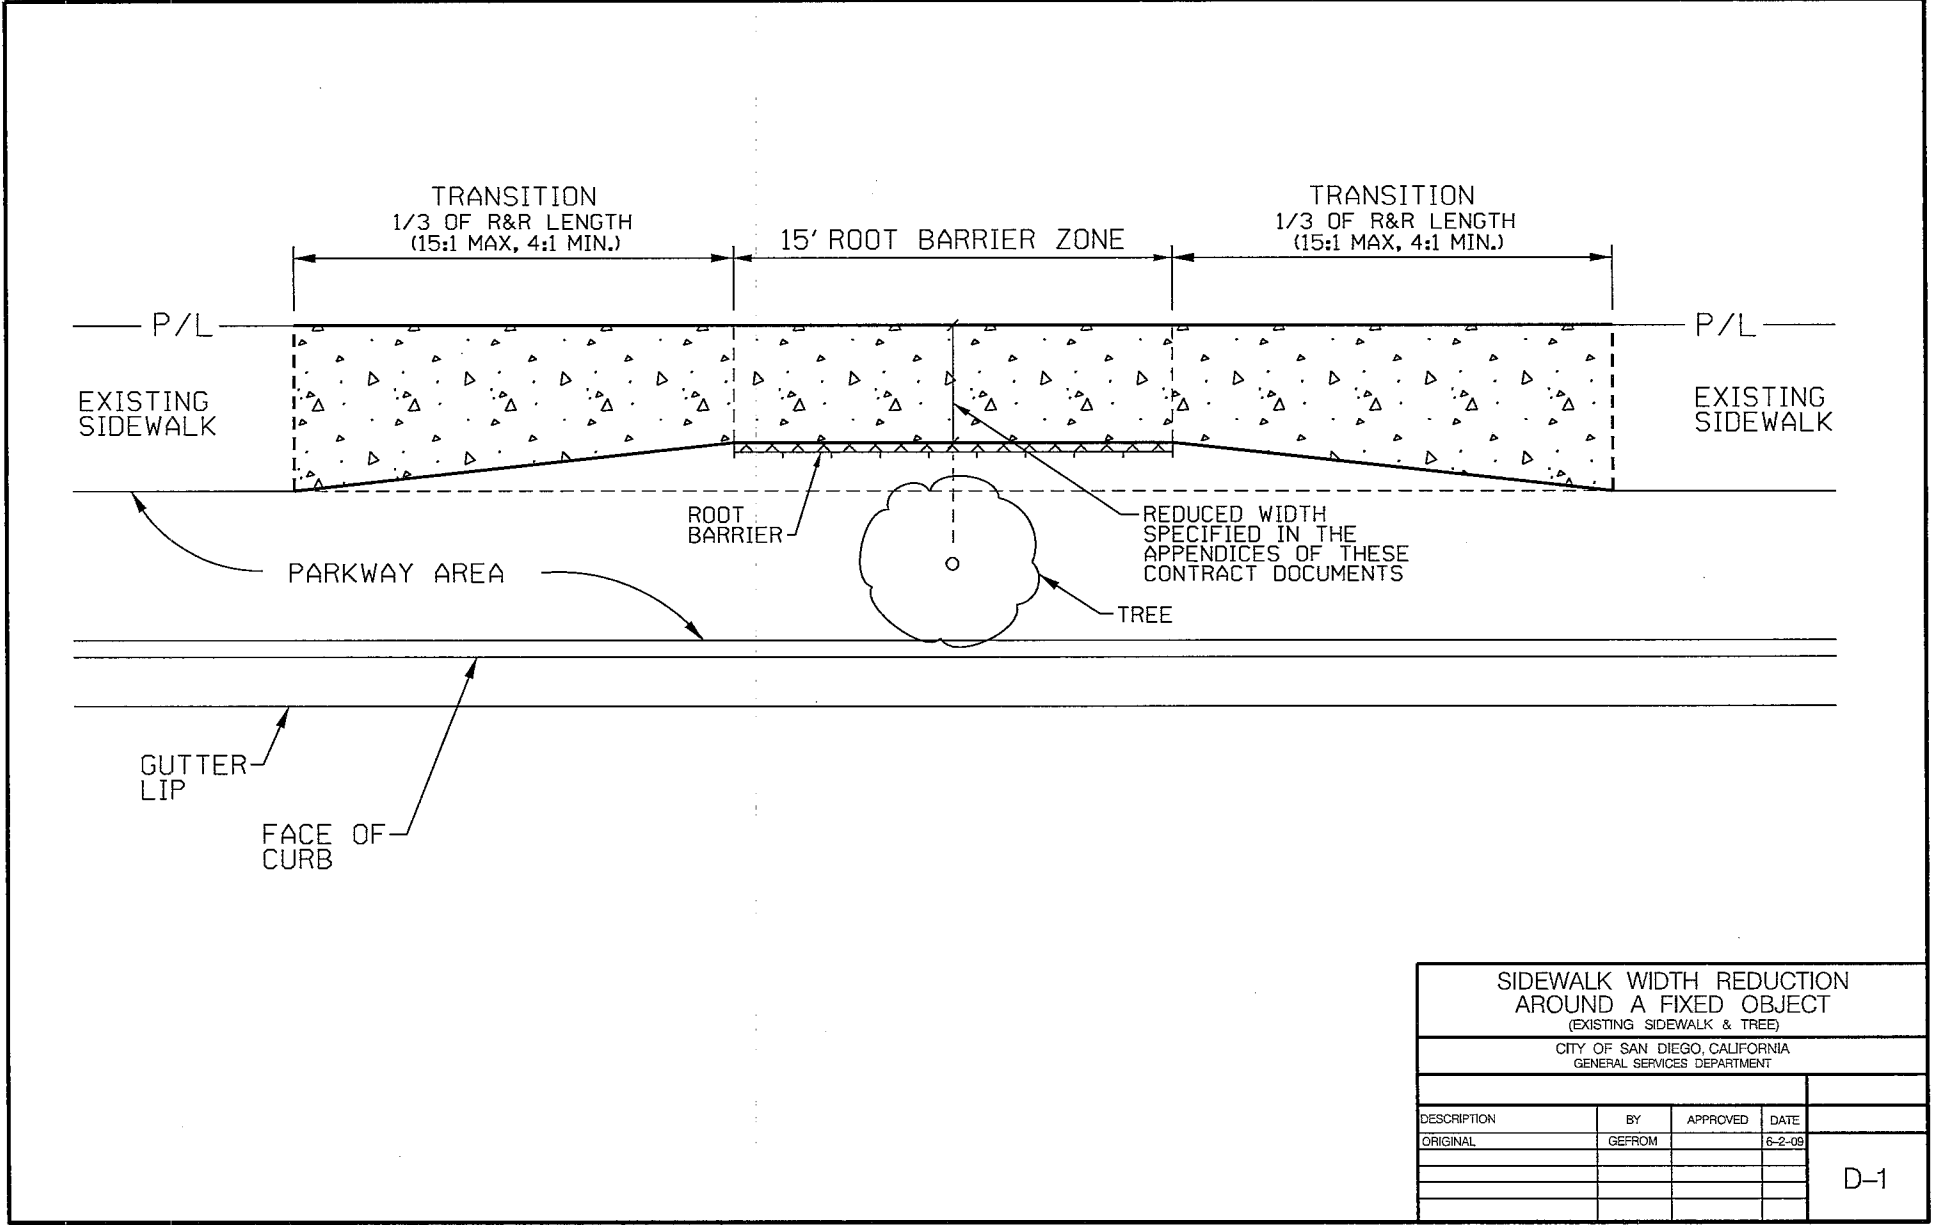 TRANSITION
1/3 OF R&R LENGTH
(15:1 MAX, 4:1 MIN.)
15' ROOT BARRIER ZONE
TRANSITION
1/3 OF R&R LENGTH
(15:1 MAX, 4:1 MIN.)
P/L
P/L
EXISTING
SIDEWALK
EXISTING
SIDEWALK
ROOT
BARRIER
REDUCED WIDTH
SPECIFIED IN THE
APPENDICES OF THESE
CONTRACT DOCUMENTS
PARKWAY AREA
TREE
GUTTER
LIP
FACE OF
CURB
SIDEWALK WIDTH REDUCTION
AROUND A FIXED OBJECT
(EXISTING SIDEWALK & TREE)
CITY OF SAN DIEGO, CALIFORNIA
GENERAL SERVICES DEPARTMENT
DESCRIPTION BY APPROVED DATE
ORIGINAL GEFROM 6-2-09
D-1